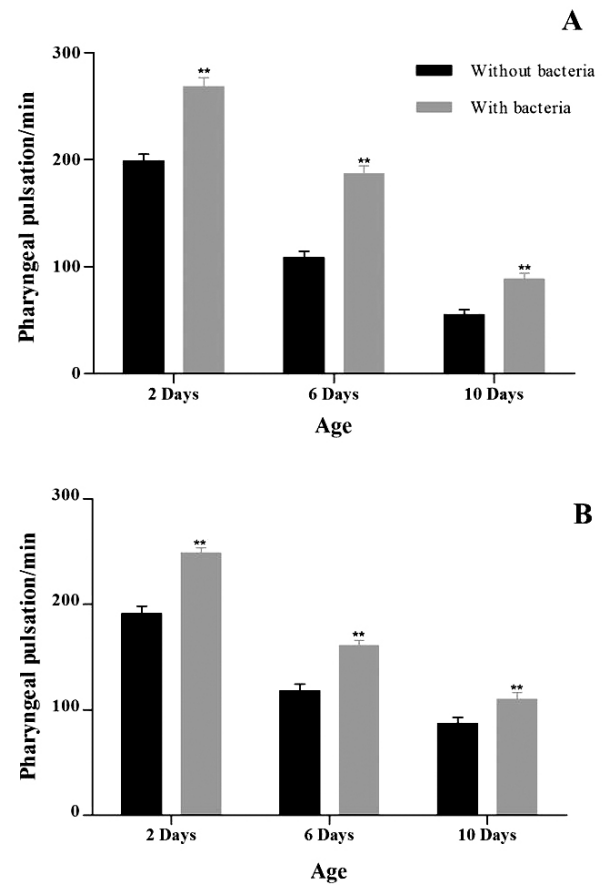 A
300
**
Without bacteria
With bacteria
200
**
100
**
0
Pharyngeal pulsation/min
2 Days
6 Days
10 Days
Age
B
300
**
200
**
100
**
0
Pharyngeal pulsation/min
2 Days
6 Days
10 Days
Age